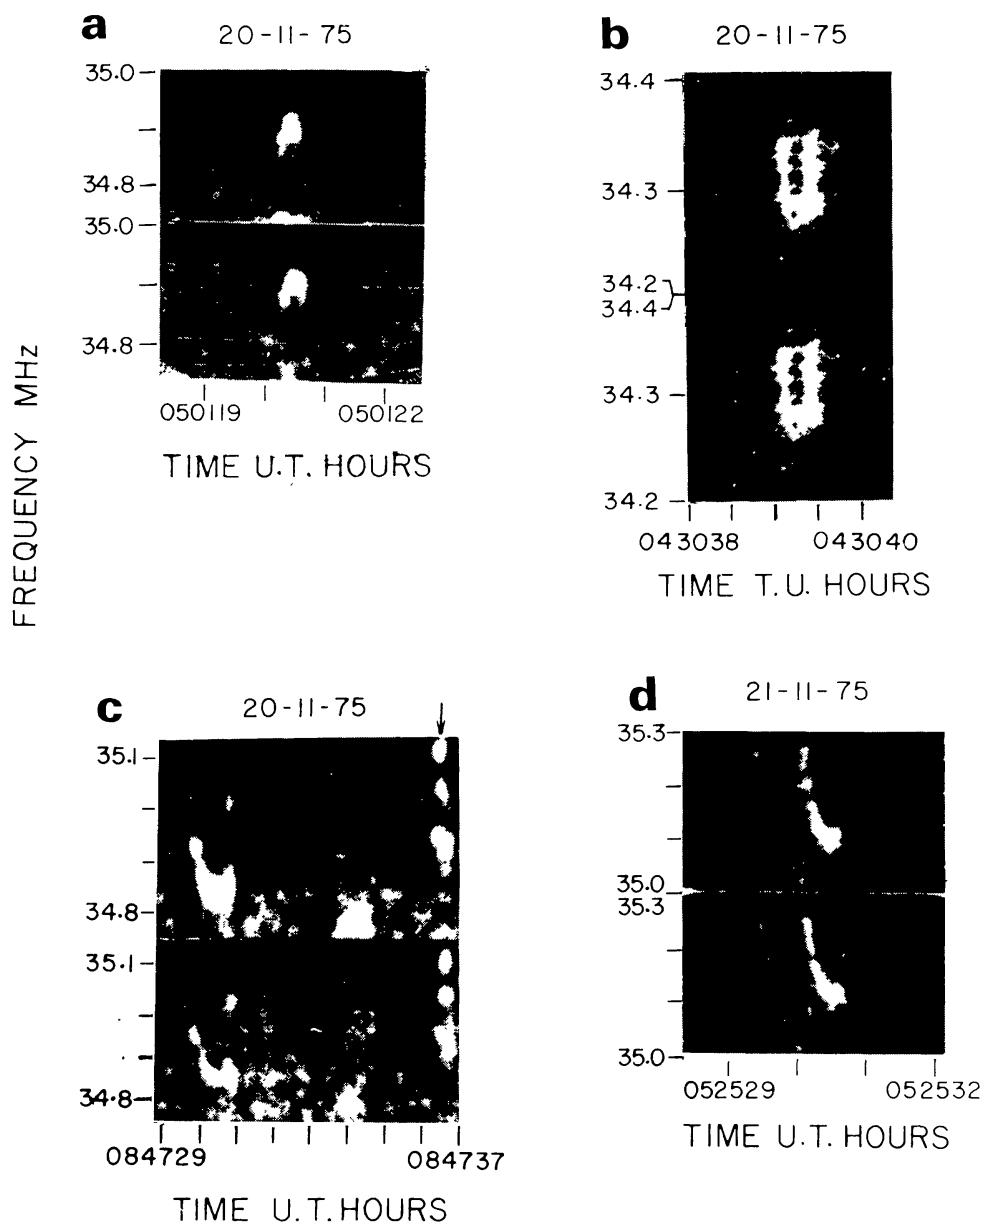 a
20-11-75
35.0
34.8
35.0
34.8
050119 050122
TIME U.T. HOURS
b
20-11-75
34.4
34.3
34.2
34.4
34.3
34.2
043038 043040
TIME T.U. HOURS
FREQUENCY MHz
c
20-11-75
35.1
34.8
35.1
34.8
084729 084737
TIME U.T. HOURS
d
21-11-75
35.3
35.0
35.3
35.0
052529 052532
TIME U.T. HOURS